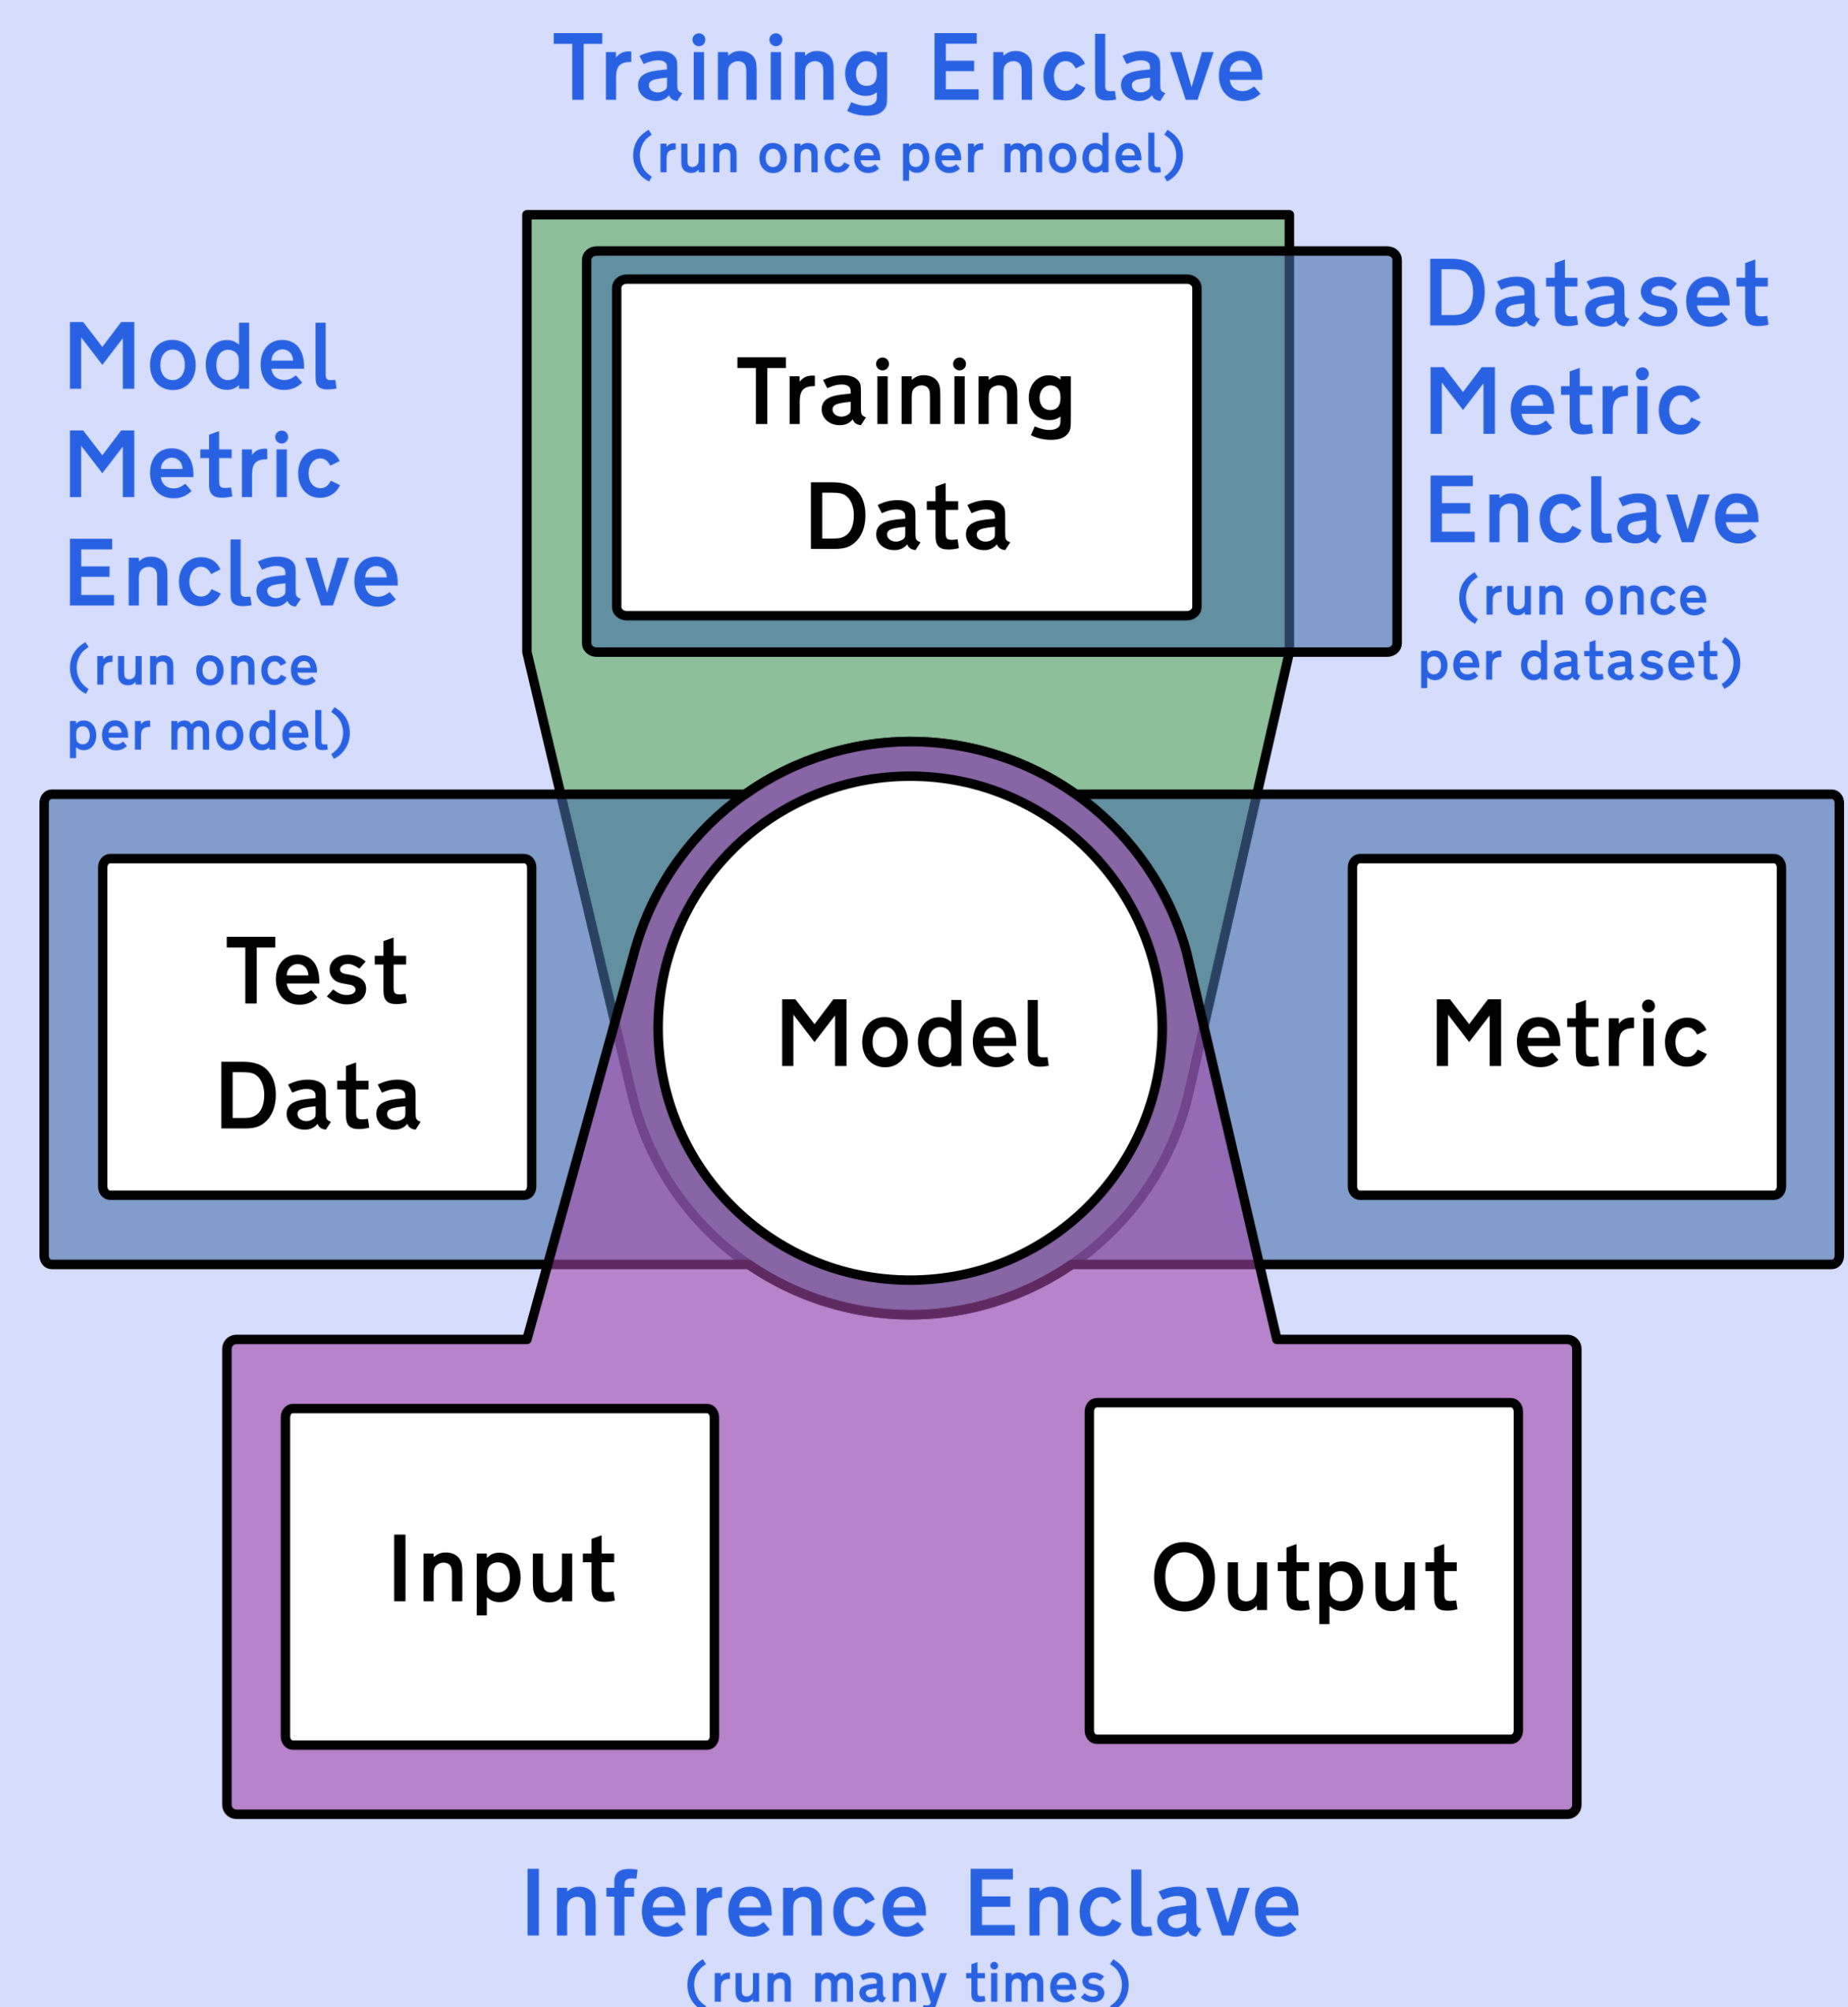 Training Enclave
(run once per model)
Model
Metric
Enclave
(run once
per model)
Dataset
Metric
Enclave
(run once
per dataset)
Training
Data
Test
Data
Model
Metric
Input
Output
Inference Enclave
(run many times)